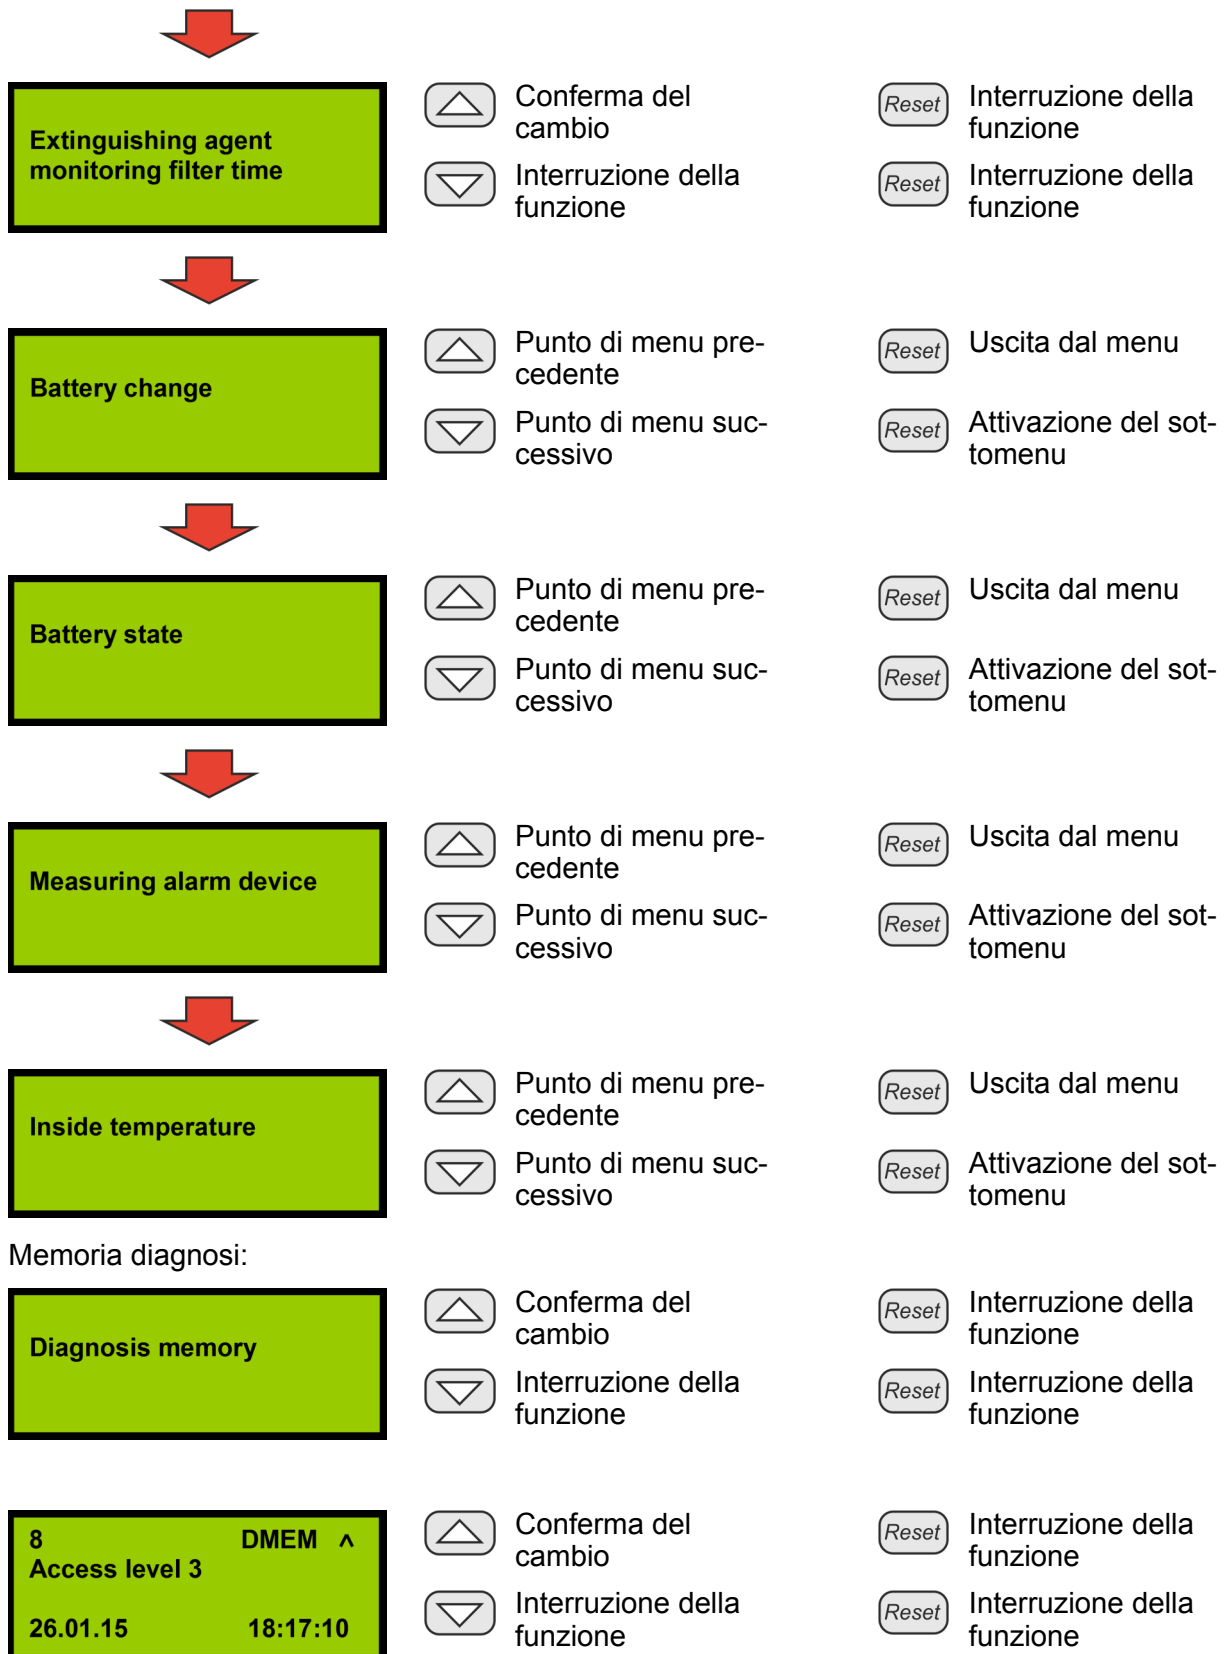 Extinguishing agent
monitoring filter time
Conferma del
cambio
Interruzione della
funzione
Reset
Interruzione della
funzione
Reset
Interruzione della
funzione
Battery change
Punto di menu pre-
cedente
Punto di menu suc-
cessivo
Reset
Uscita dal menu
Reset
Attivazione del sot-
tomenu
Battery state
Punto di menu pre-
cedente
Punto di menu suc-
cessivo
Reset
Uscita dal menu
Reset
Attivazione del sot-
tomenu
Measuring alarm device
Punto di menu pre-
cedente
Punto di menu suc-
cessivo
Reset
Uscita dal menu
Reset
Attivazione del sot-
tomenu
Inside temperature
Punto di menu pre-
cedente
Punto di menu suc-
cessivo
Reset
Uscita dal menu
Reset
Attivazione del sot-
tomenu
Memoria diagnosi:
Diagnosis memory
Conferma del
cambio
Interruzione della
funzione
Reset
Interruzione della
funzione
Reset
Interruzione della
funzione
8 DMEM ^
Access level 3
26.01.15 18:17:10
Conferma del
cambio
Interruzione della
funzione
Reset
Interruzione della
funzione
Reset
Interruzione della
funzione